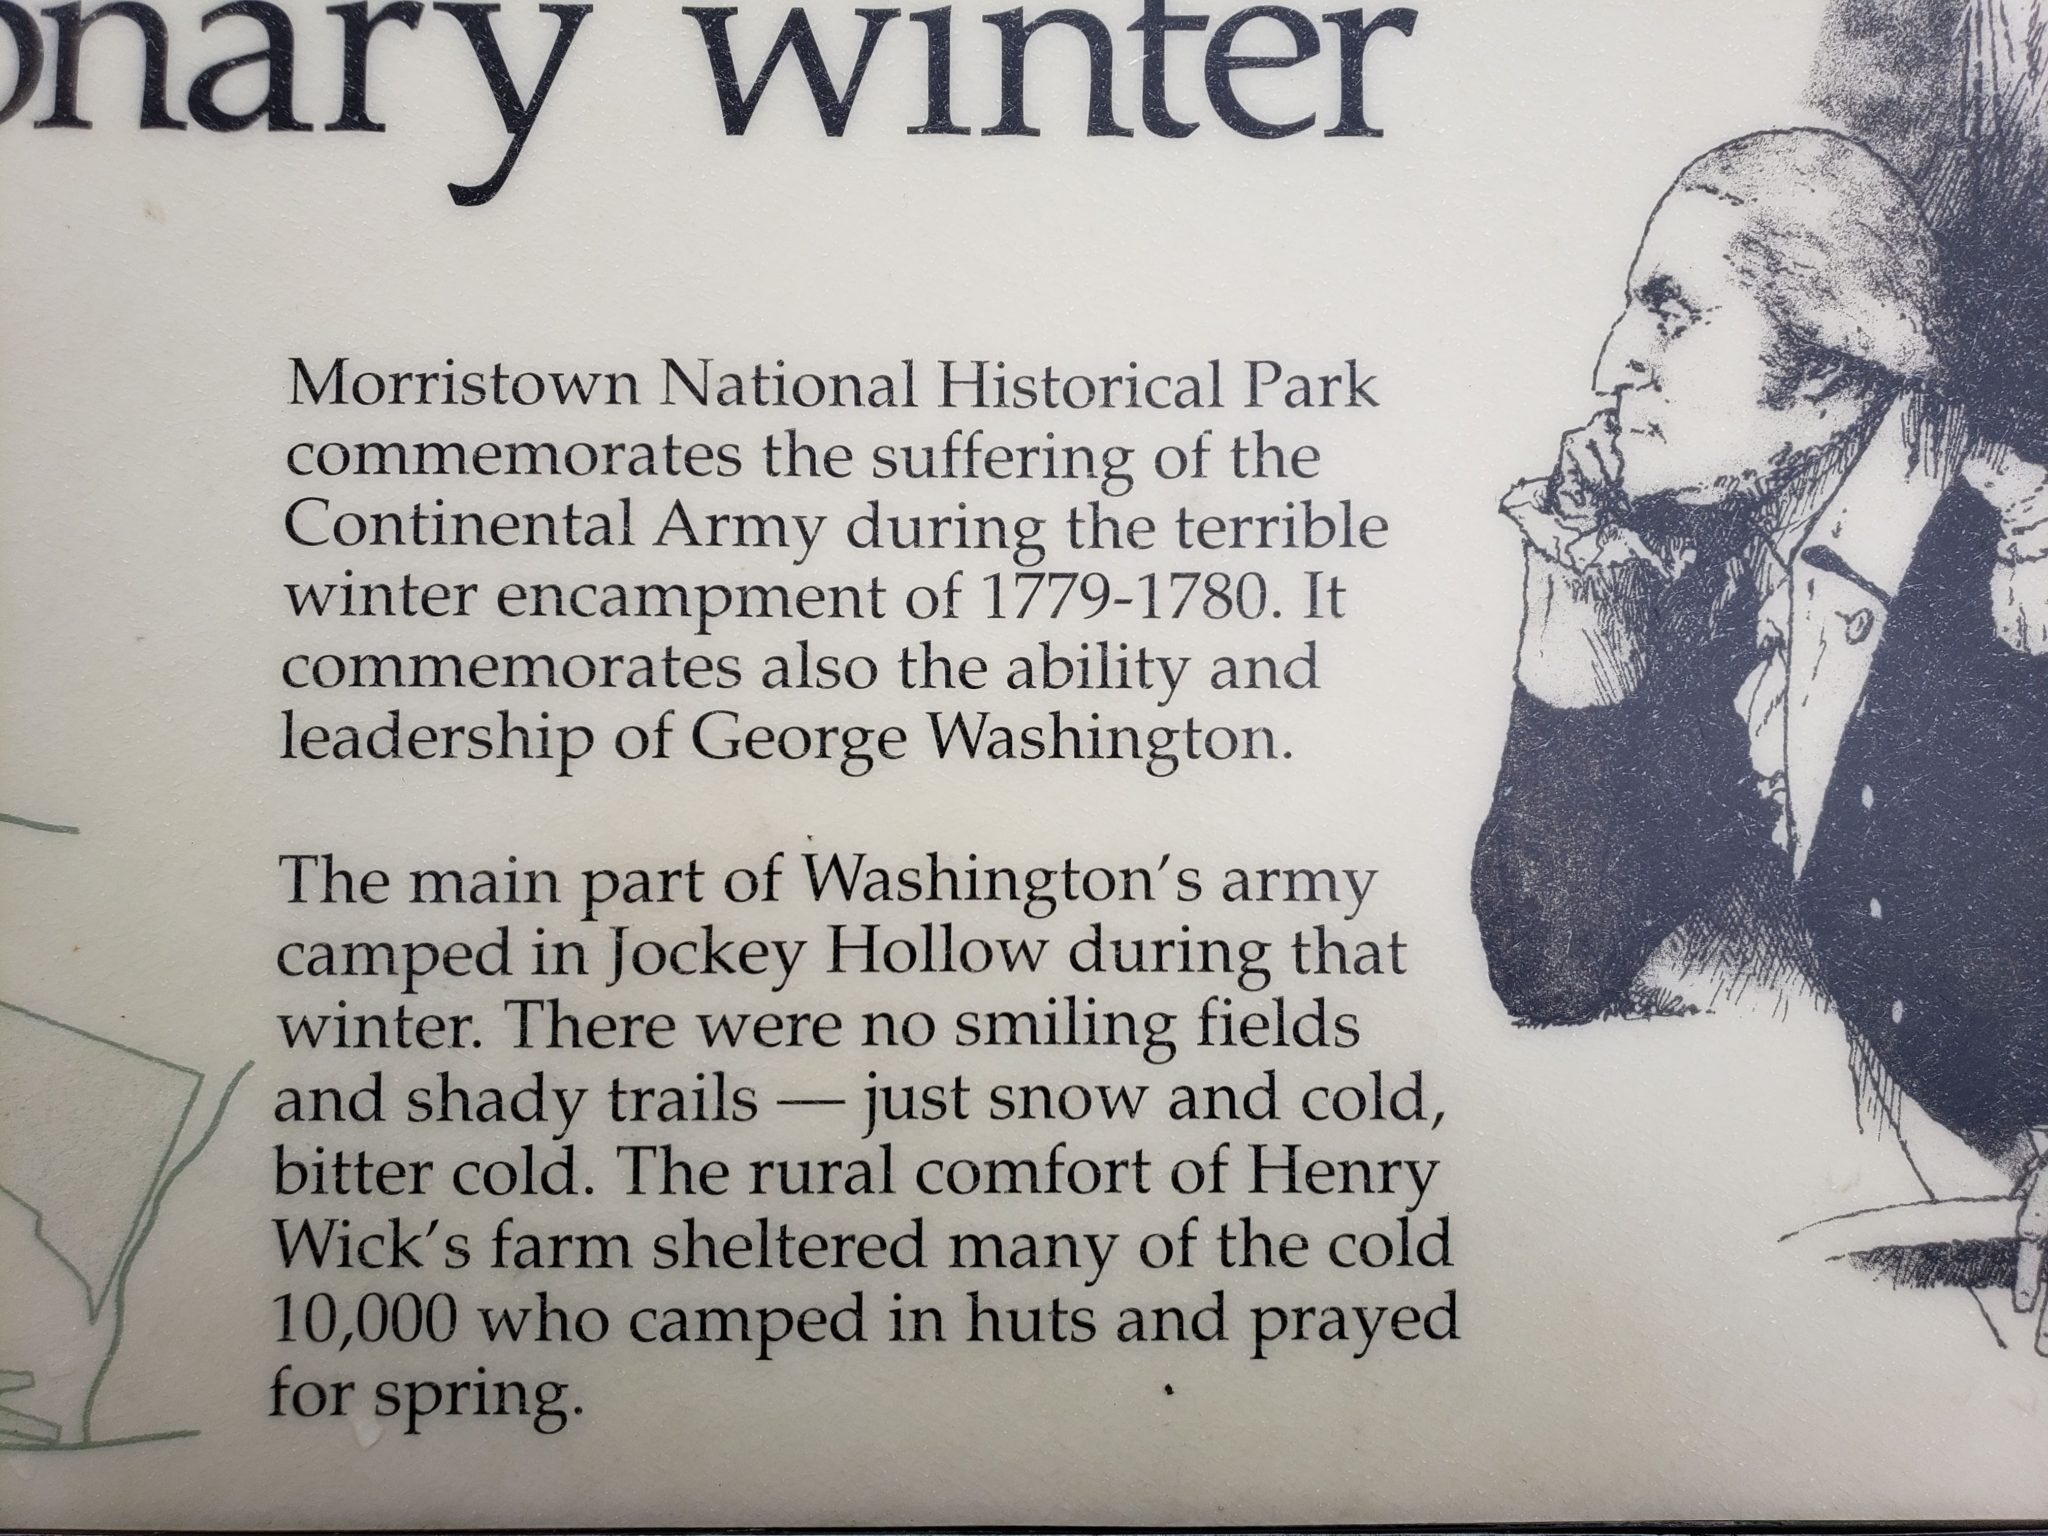 onary winter
Morristown National Historical Park
commemorates the suffering of the
Continental Army during the terrible
winter encampment of 1779-1780. It
commemorates also the ability and
leadership of George Washington.
The main part of Washington's army
camped in Jockey Hollow during that
winter. There were no smiling fields
and shady trails — just snow and cold,
bitter cold. The rural comfort of Henry
Wick's farm sheltered many of the cold
10,000 who camped in huts and prayed
for spring.